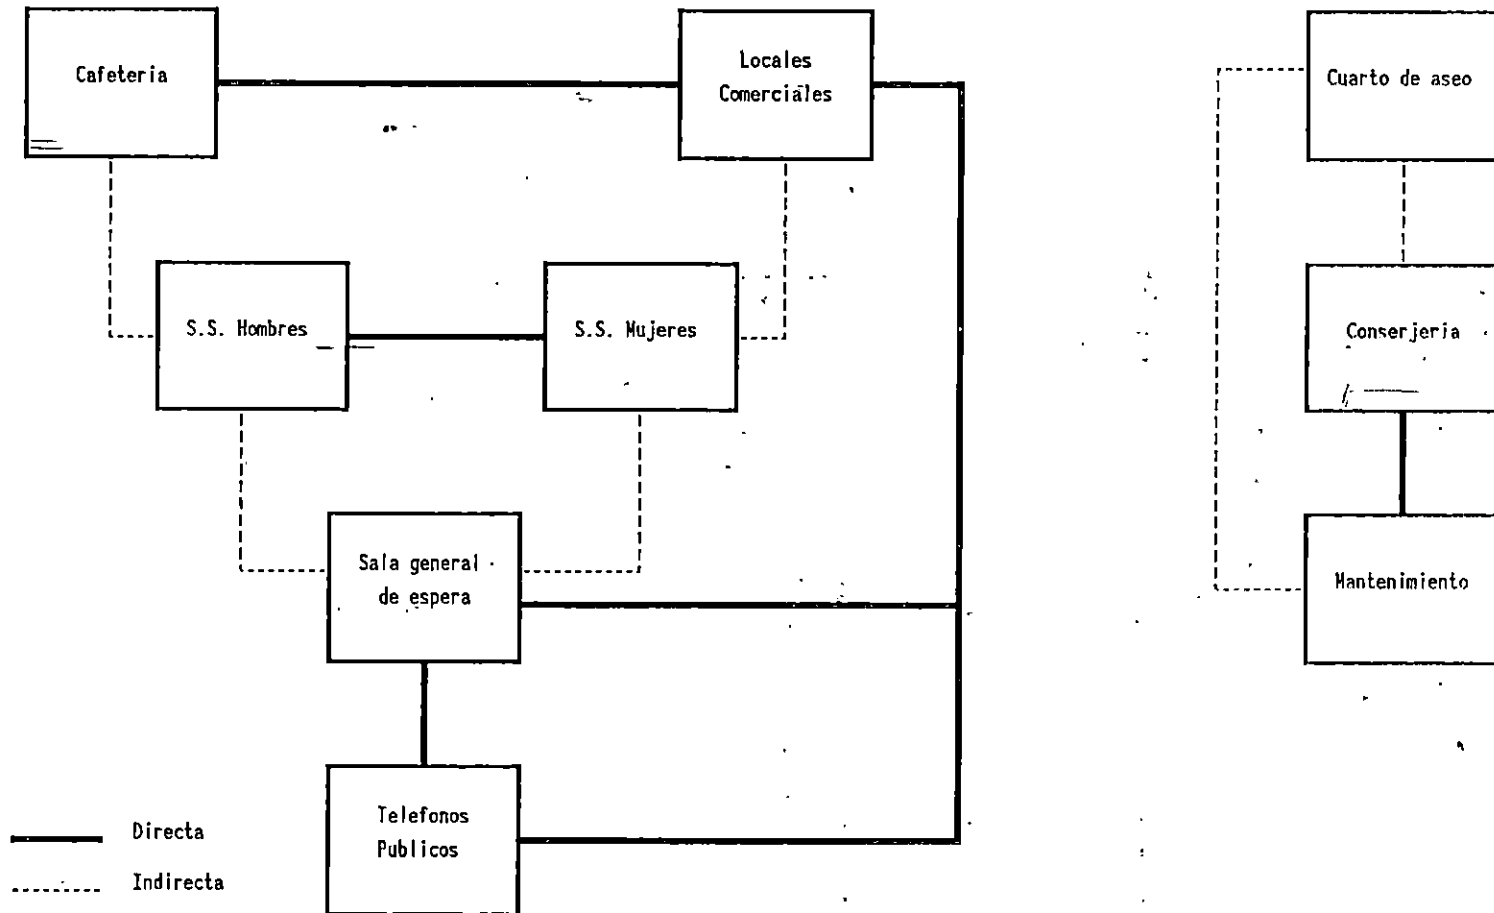 Cafeteria
Locales
Comerciales
Cuarto de aseo
S.S. Hombres
S.S. Mujeres
Conserjeria
Sala general
de espera
Mantenimiento
Telefonos
Publicos
Directa
Indirecta